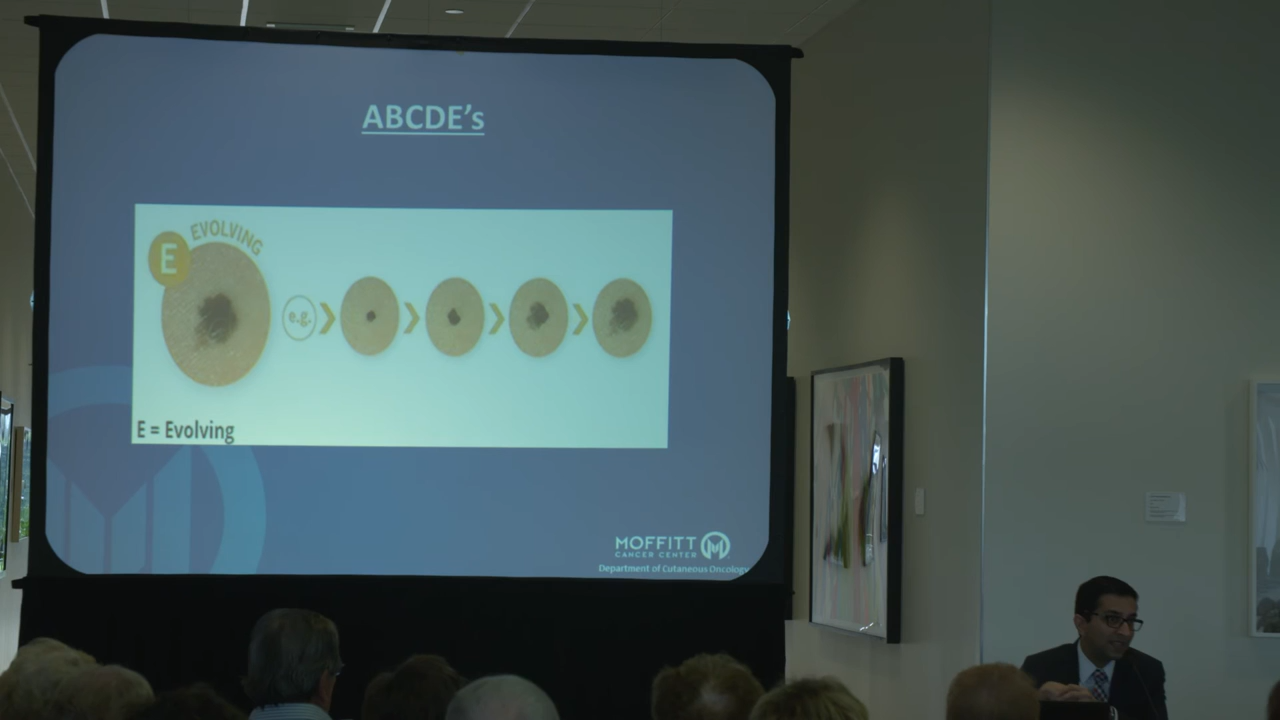 ABCDE's
E
EVOLVING
e.g.
E = Evolving
MOFFITT
CANCER CENTER
Department of Cutaneous Oncology